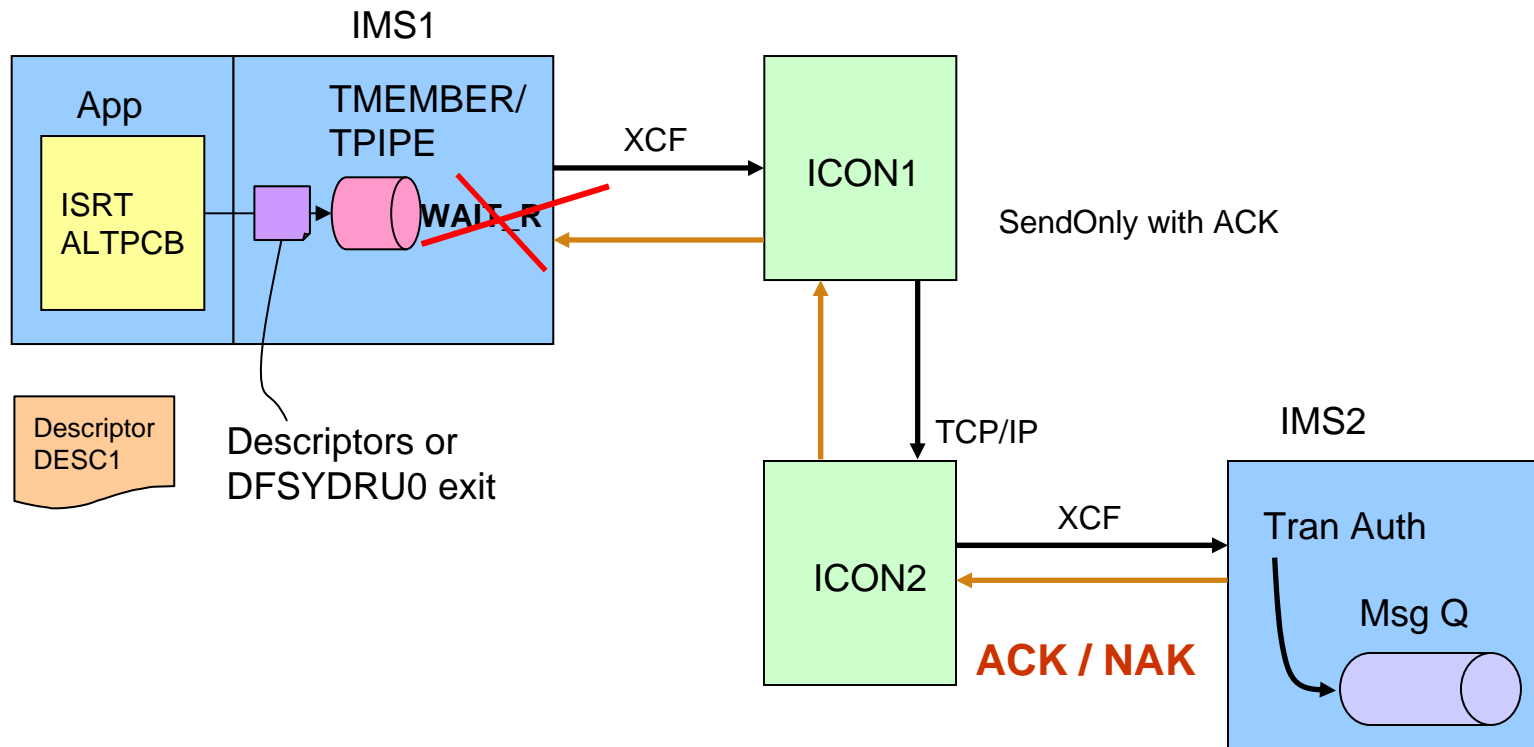 IMS1
App
TMEMBER/
TPIPE
XCF
ICON1
ISRT
ALTPCB
WAIT_R
SendOnly with ACK
Descriptor
DESC1
Descriptors or
DFSYDRU0 exit
TCP/IP
IMS2
XCF
Tran Auth
ICON2
Msg Q
ACK / NAK